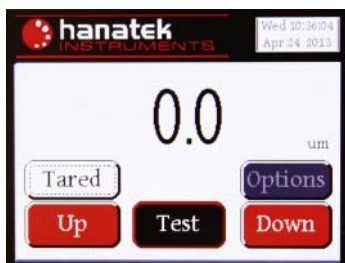 hanatek
INSTRUMENTS
Wed 10:36:04
Apr 24 2013
0.0
um
Tared
Options
Up
Test
Down